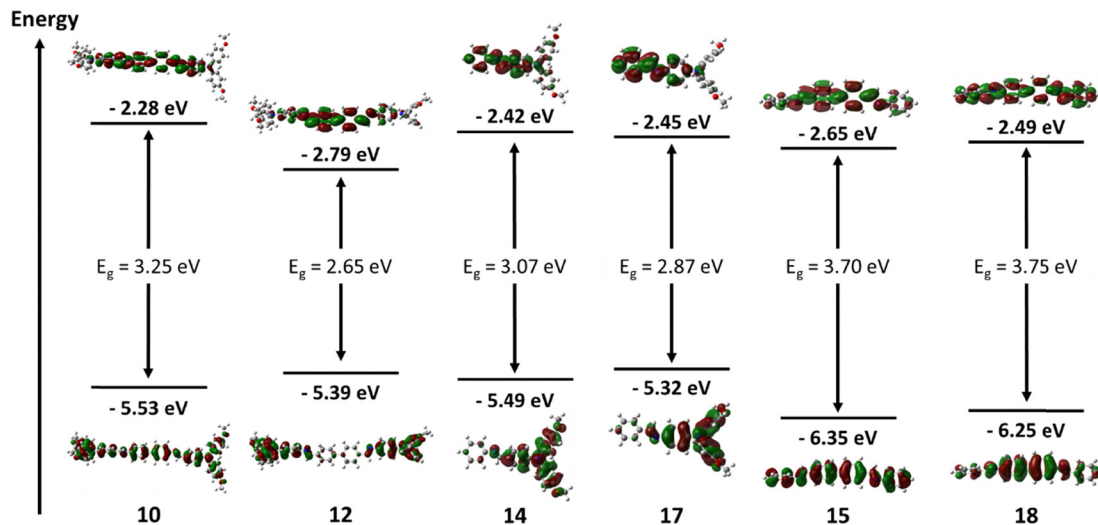 Energy
- 2.28 eV
- 2.79 eV
- 2.42 eV
- 2.45 eV
- 2.65 eV
- 2.49 eV
Eg = 3.25 eV
Eg = 2.65 eV
Eg = 3.07 eV
Eg = 2.87 eV
Eg = 3.70 eV
Eg = 3.75 eV
- 5.53 eV
- 5.39 eV
- 5.49 eV
- 5.32 eV
- 6.35 eV
- 6.25 eV
10
12
14
17
15
18